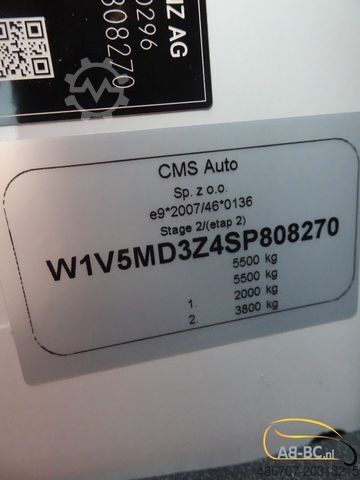 NZ AG
0296
808270
CMS Auto
Sp. z o.o.
e9*2007/46*0136
Stage 2/(etap 2)
W1V5MD3Z4SP808270
5500 kg
5500 kg
1. 2000 kg
2. 3800 kg
AB-BC.nl